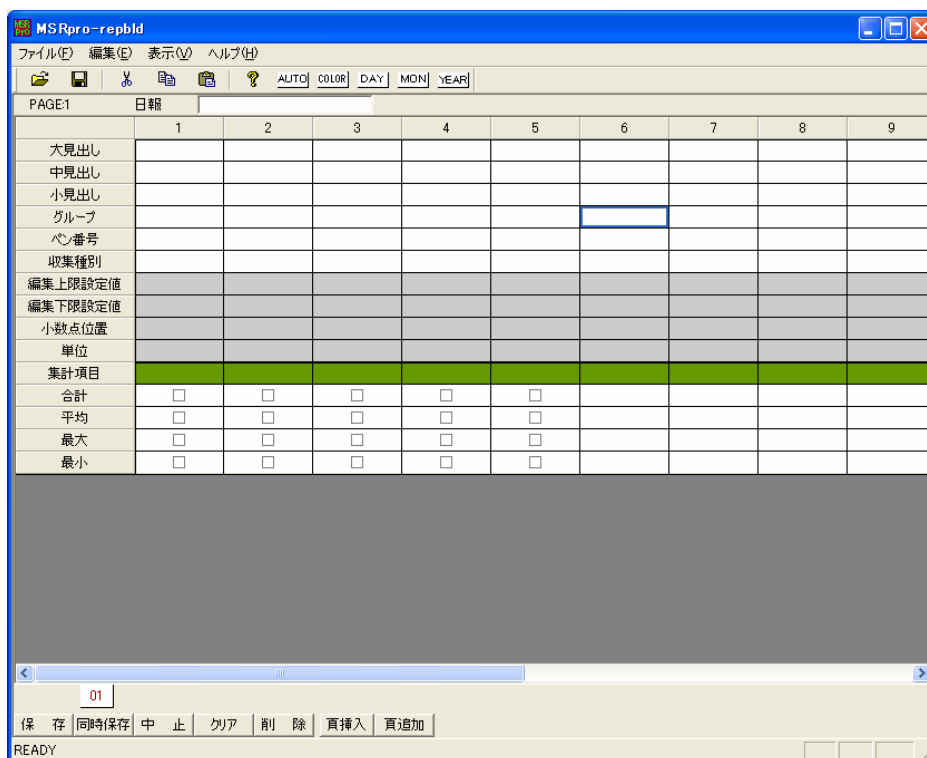 MSRpro-repbld
ファイル(F) 編集(E) 表示(V) ヘルプ(H)
AUTO COLOR DAY MON YEAR
PAGE:1 日報
1 2 3 4 5 6 7 8 9
大見出し
中見出し
小見出し
グループ
ペン番号
収集種別
編集上限設定値
編集下限設定値
小数点位置
単位
集計項目
合計
平均
最大
最小
01
保 存 同時保存 中 止 クリア 削 除 頁挿入 頁追加
READY